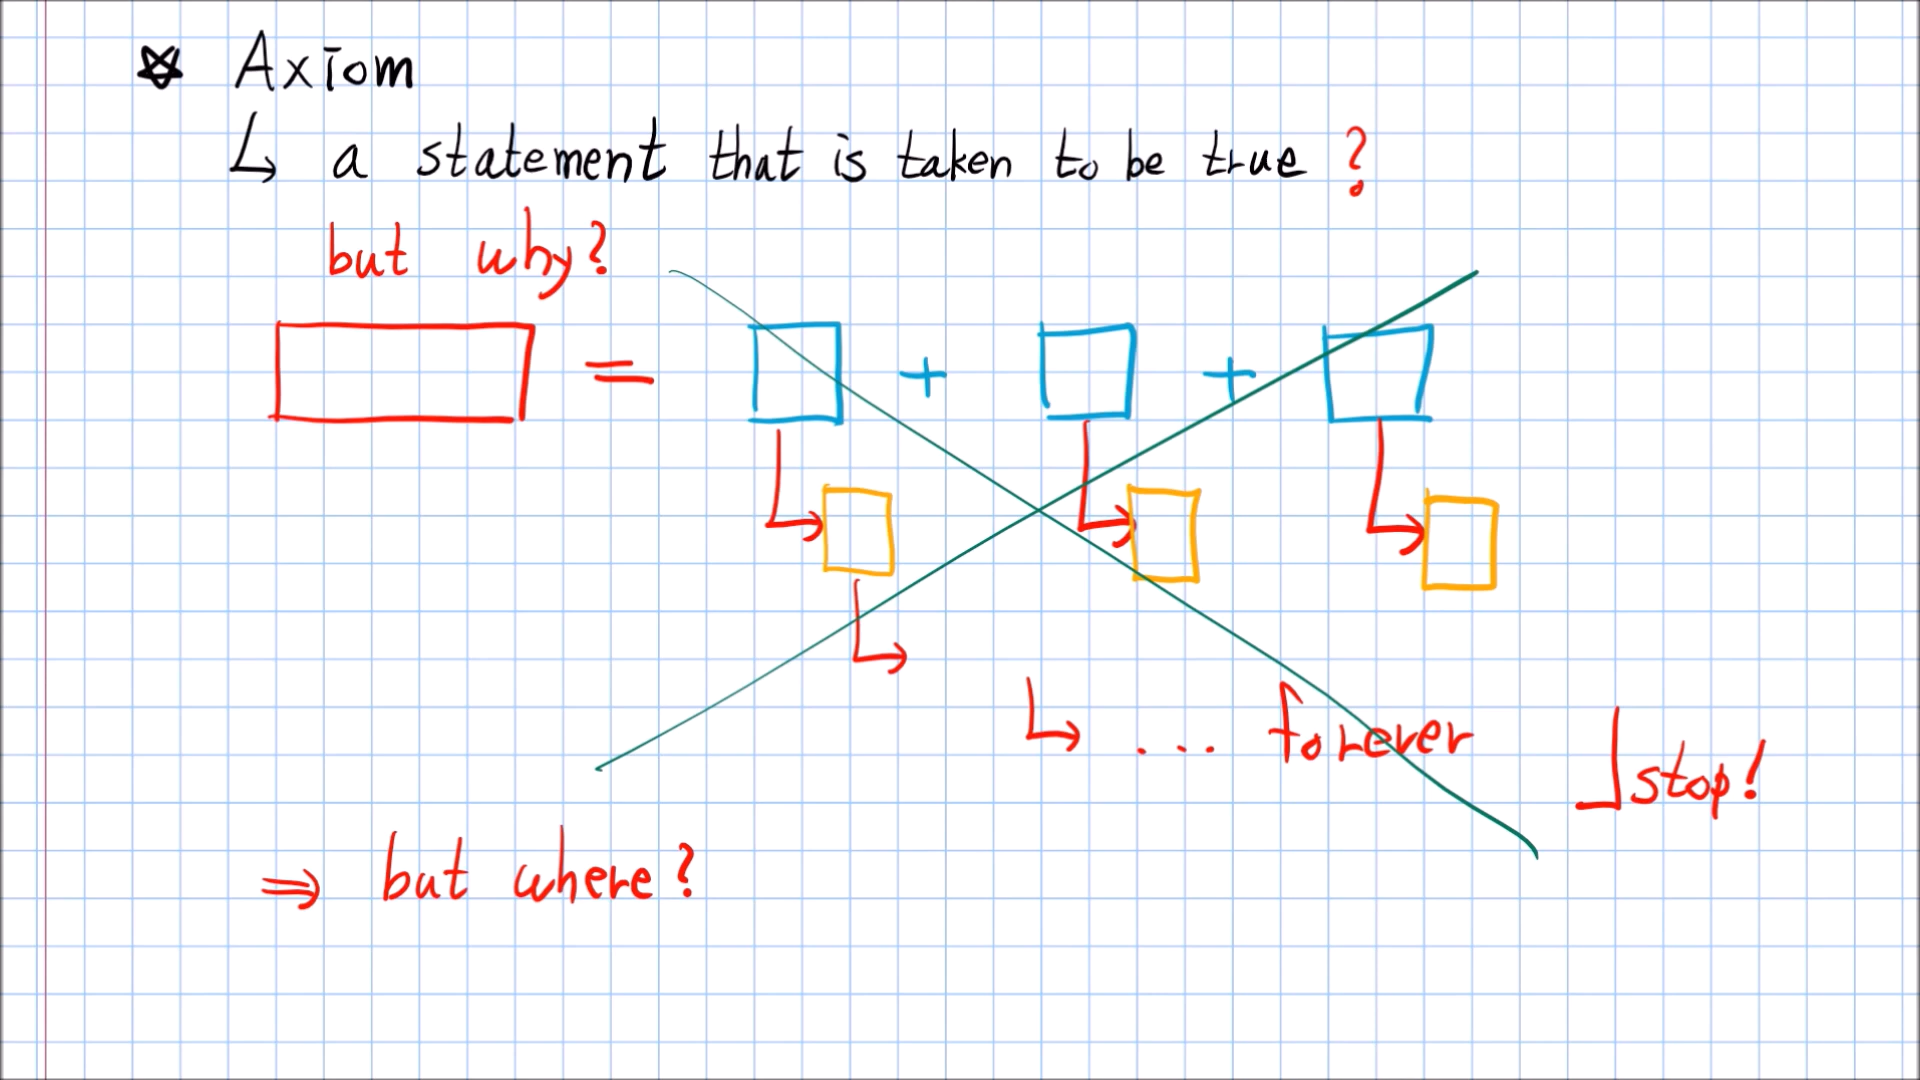 Axiom
↳ a statement that is taken to be true ?
but why?
= + +
↳ ... forever
stop!
⇒ but where?